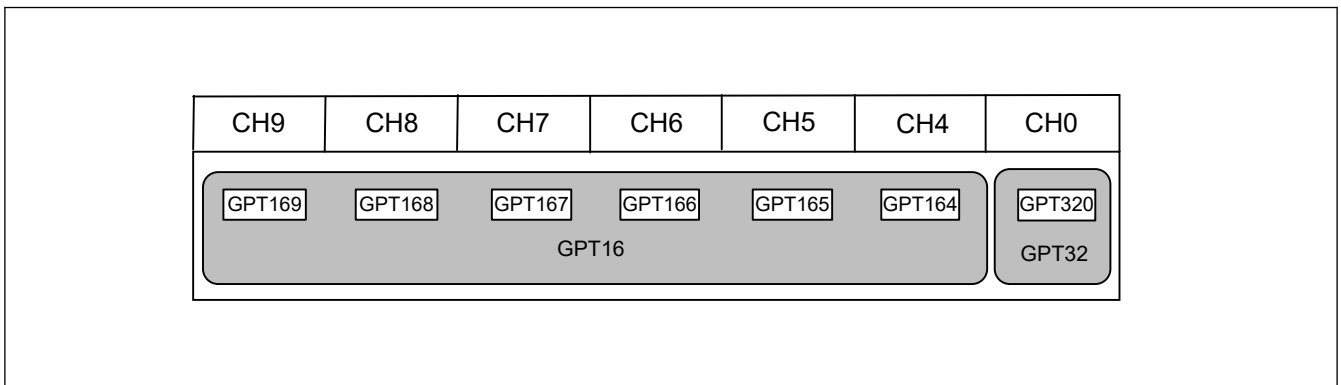 CH9 CH8 CH7 CH6 CH5 CH4 CH0
GPT169 GPT168 GPT167 GPT166 GPT165 GPT164 GPT320
GPT16 GPT32